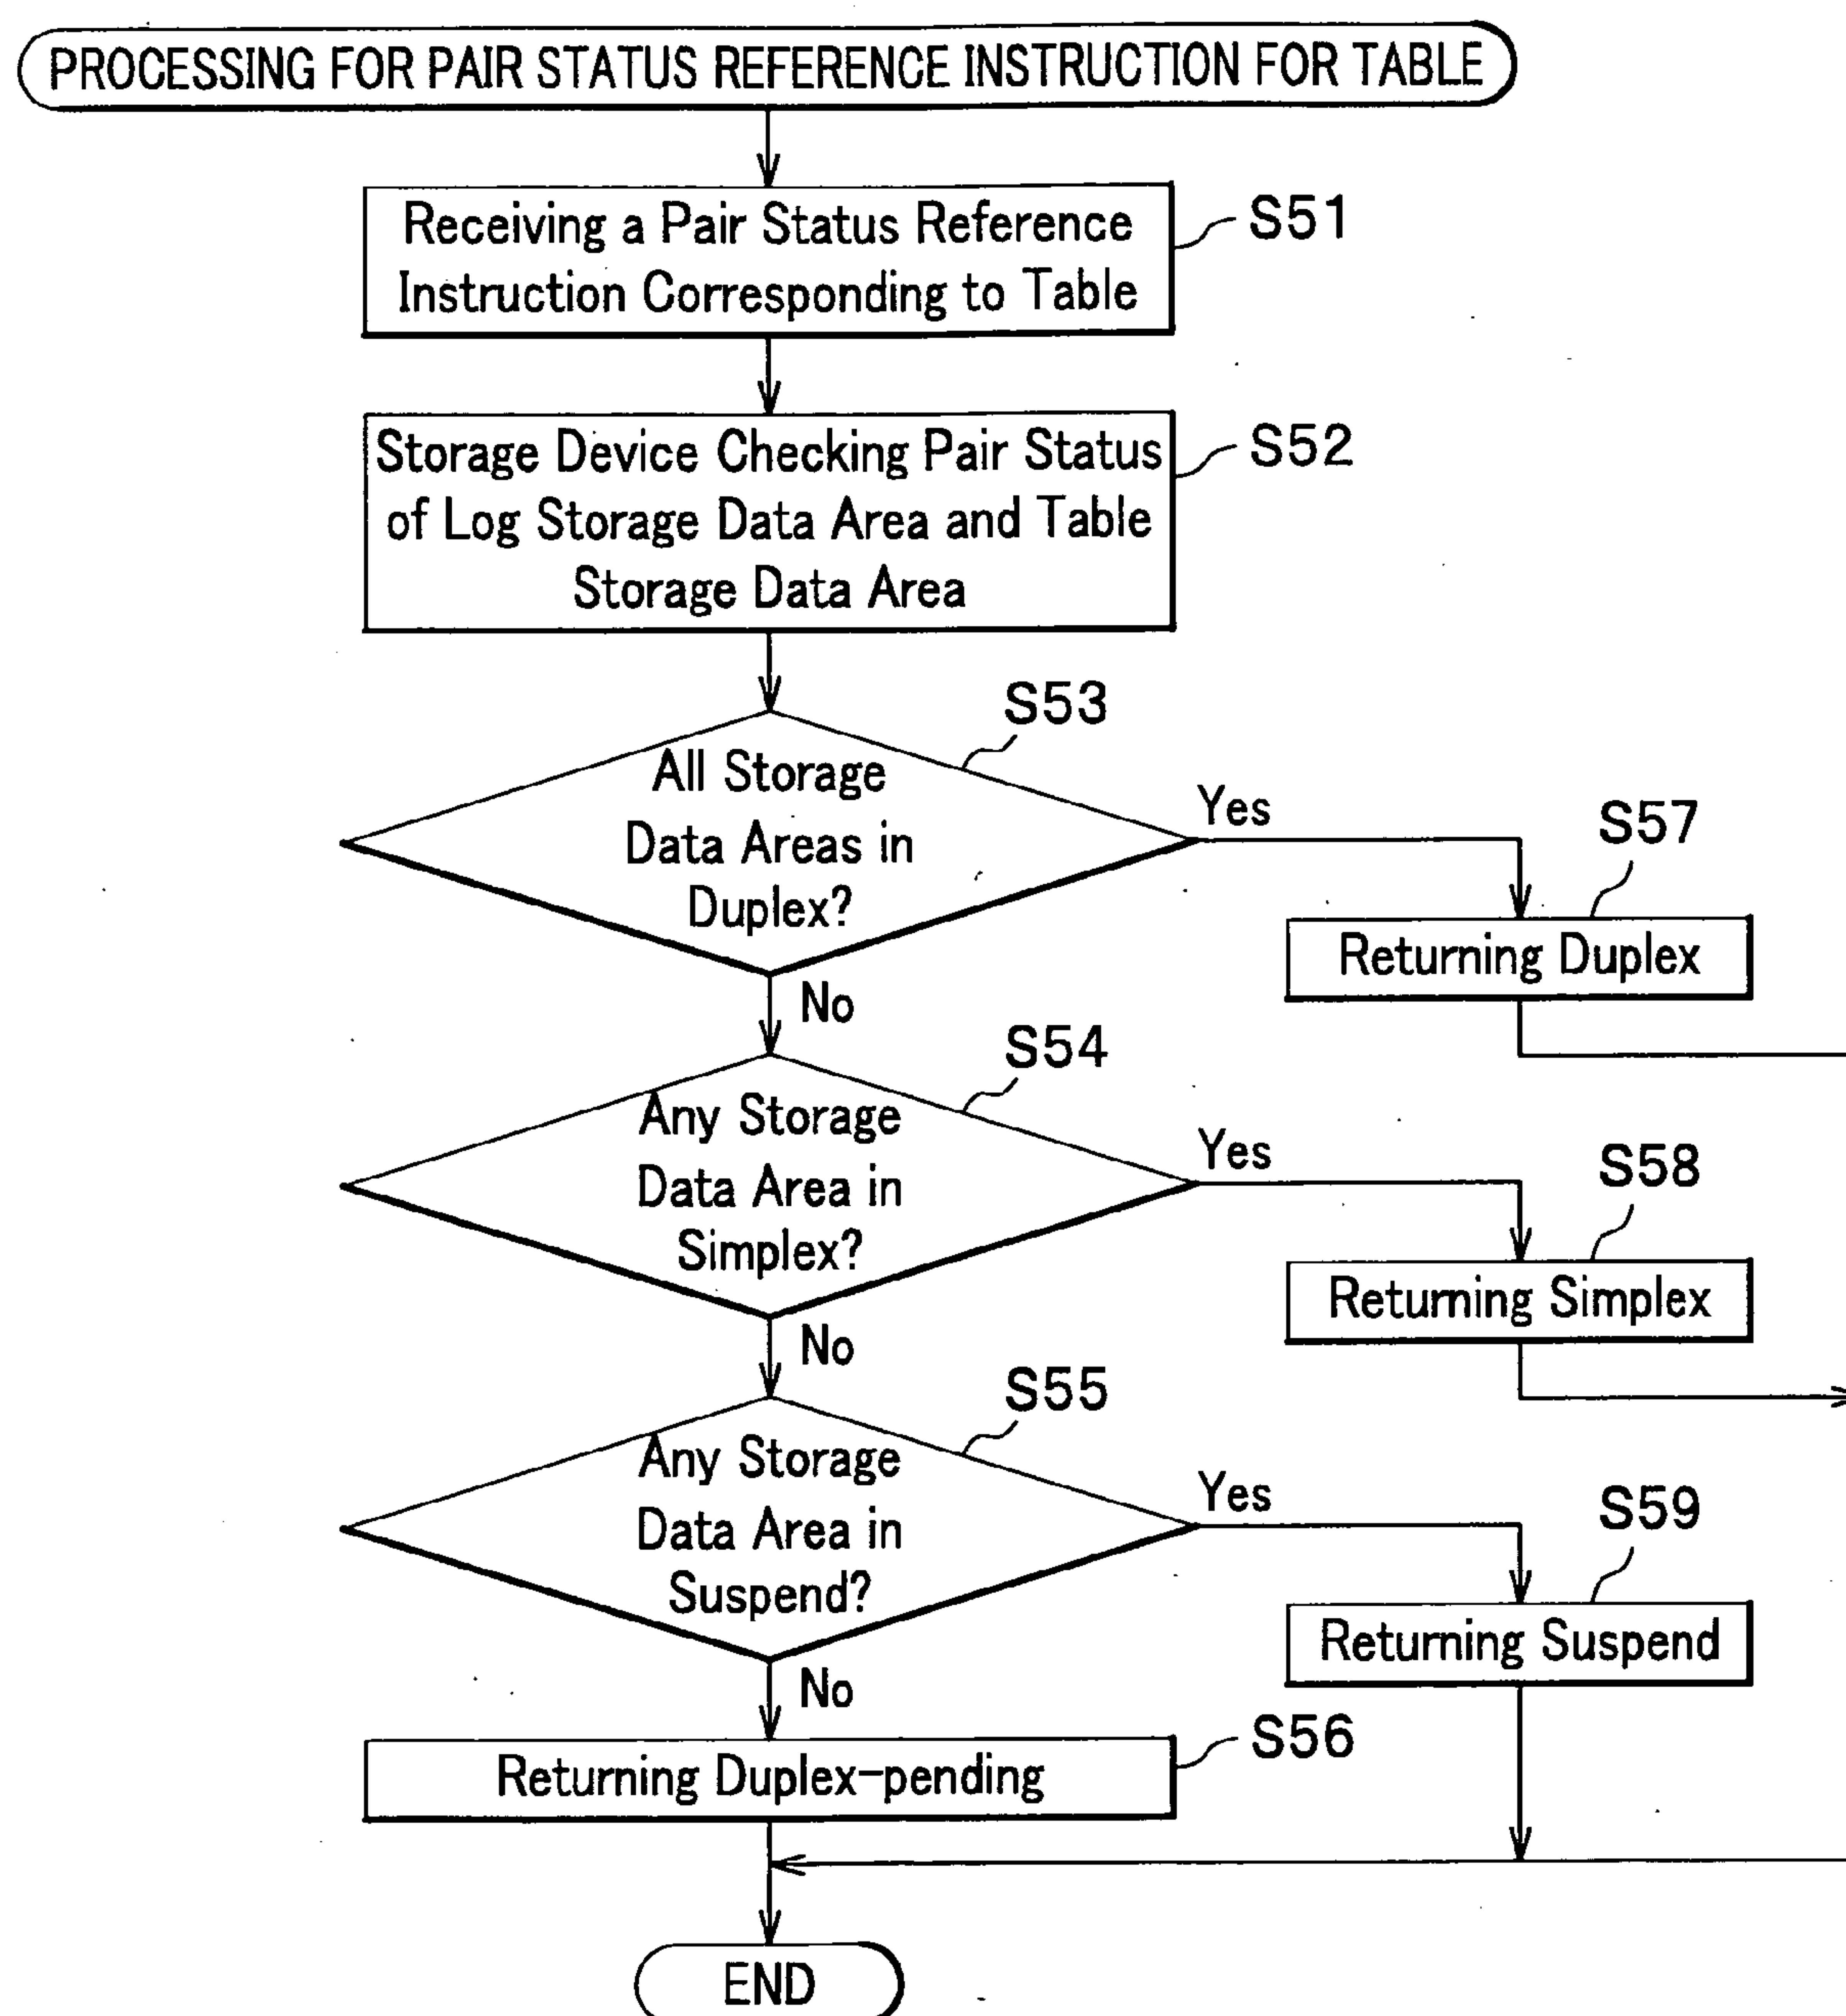 PROCESSING FOR PAIR STATUS REFERENCE INSTRUCTION FOR TABLE
Receiving a Pair Status Reference
Instruction Corresponding to Table
S51
Storage Device Checking Pair Status
of Log Storage Data Area and Table
Storage Data Area
S52
S53
All Storage
Data Areas in
Duplex?
Yes
S57
Returning Duplex
No
S54
Any Storage
Data Area in
Simplex?
Yes
S58
Returning Simplex
No
S55
Any Storage
Data Area in
Suspend?
Yes
S59
Returning Suspend
No
S56
Returning Duplex-pending
END